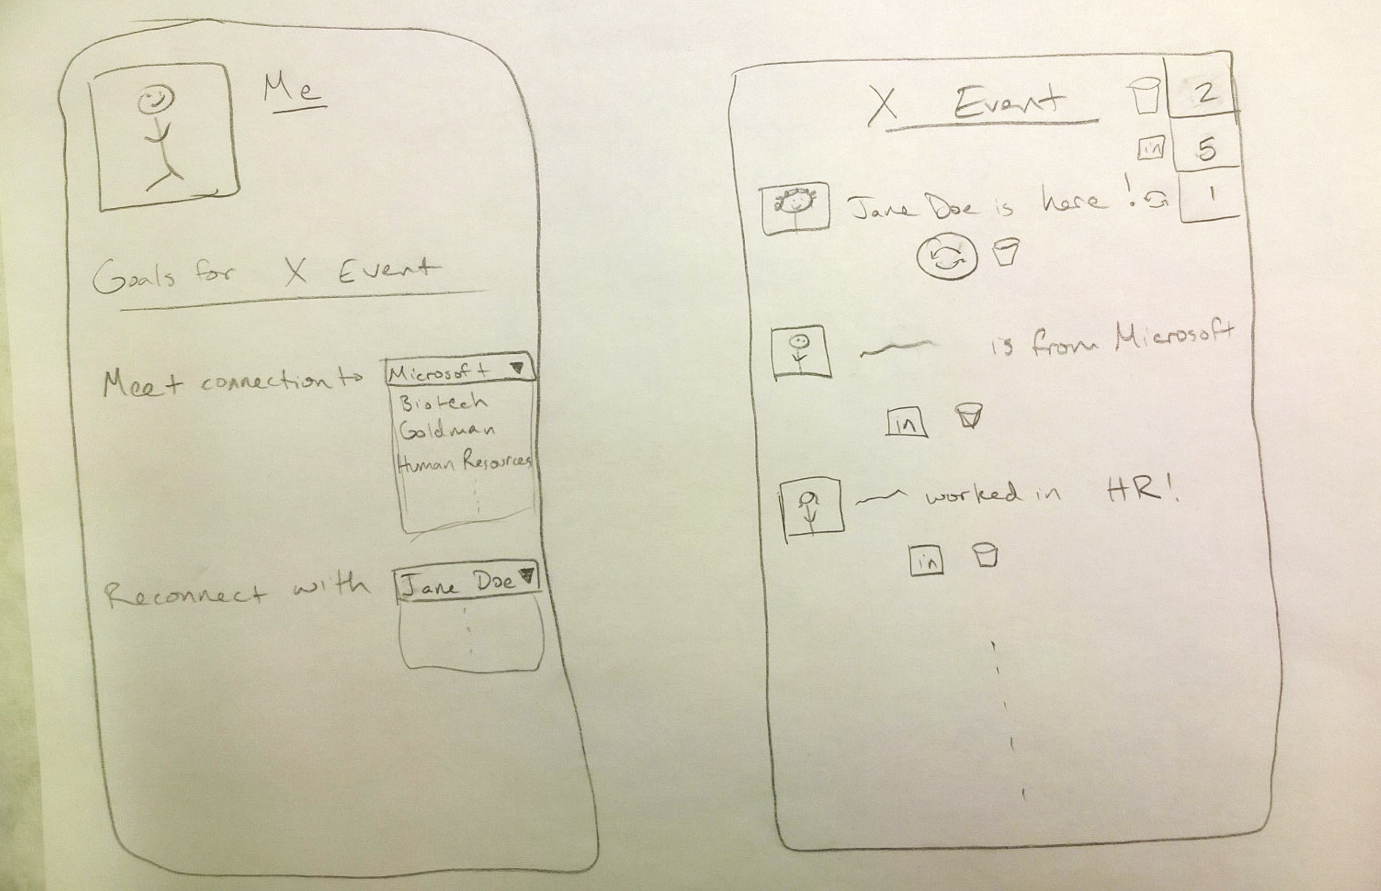 Me
Goals for X Event
Meet connection to Microsoft
Biotech
Goldman
Human Resources
Reconnect with Jane Doe
X Event 2
in 5
Jane Doe is here! 1
is from Microsoft
in
worked in HR!
in